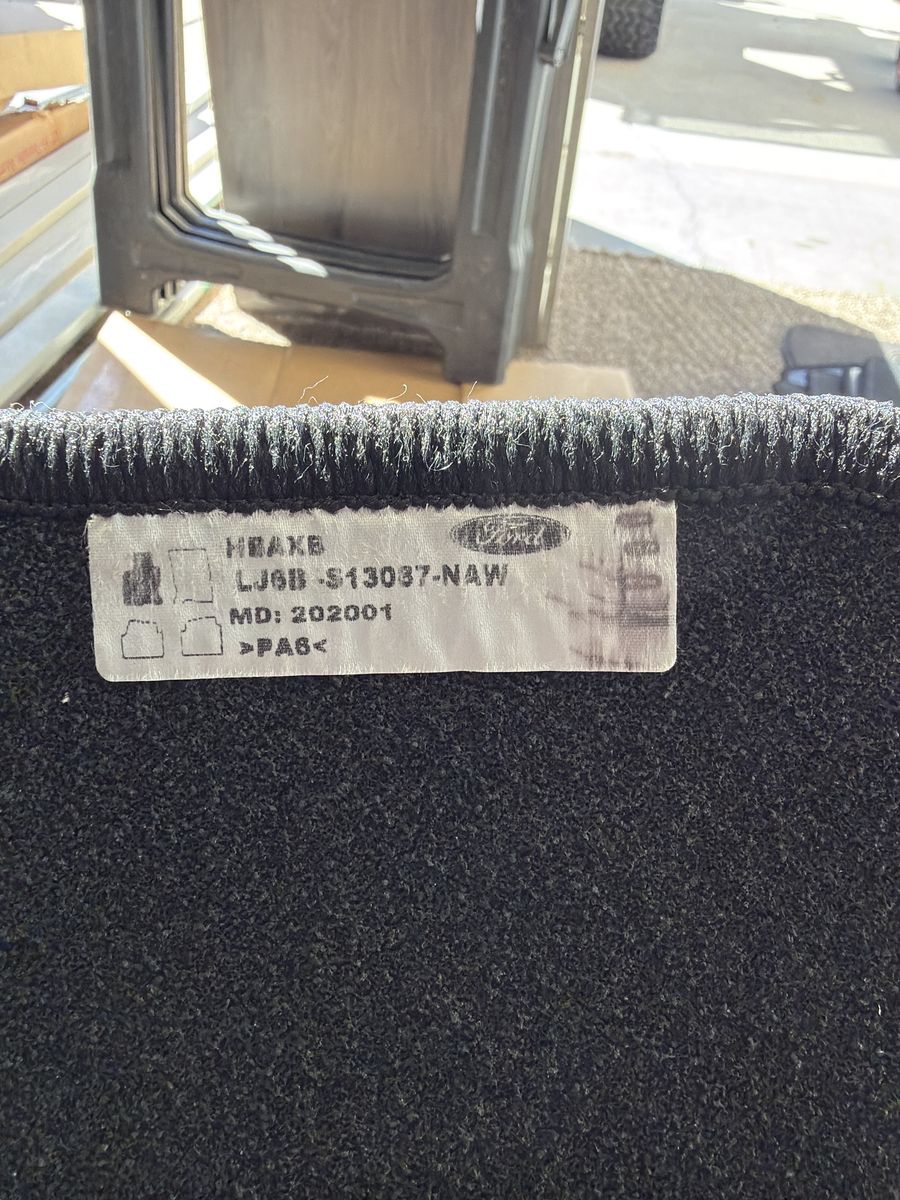 HBAXB
Ford
LJ6B -S13087-NAW
MD: 202001
>PA6<